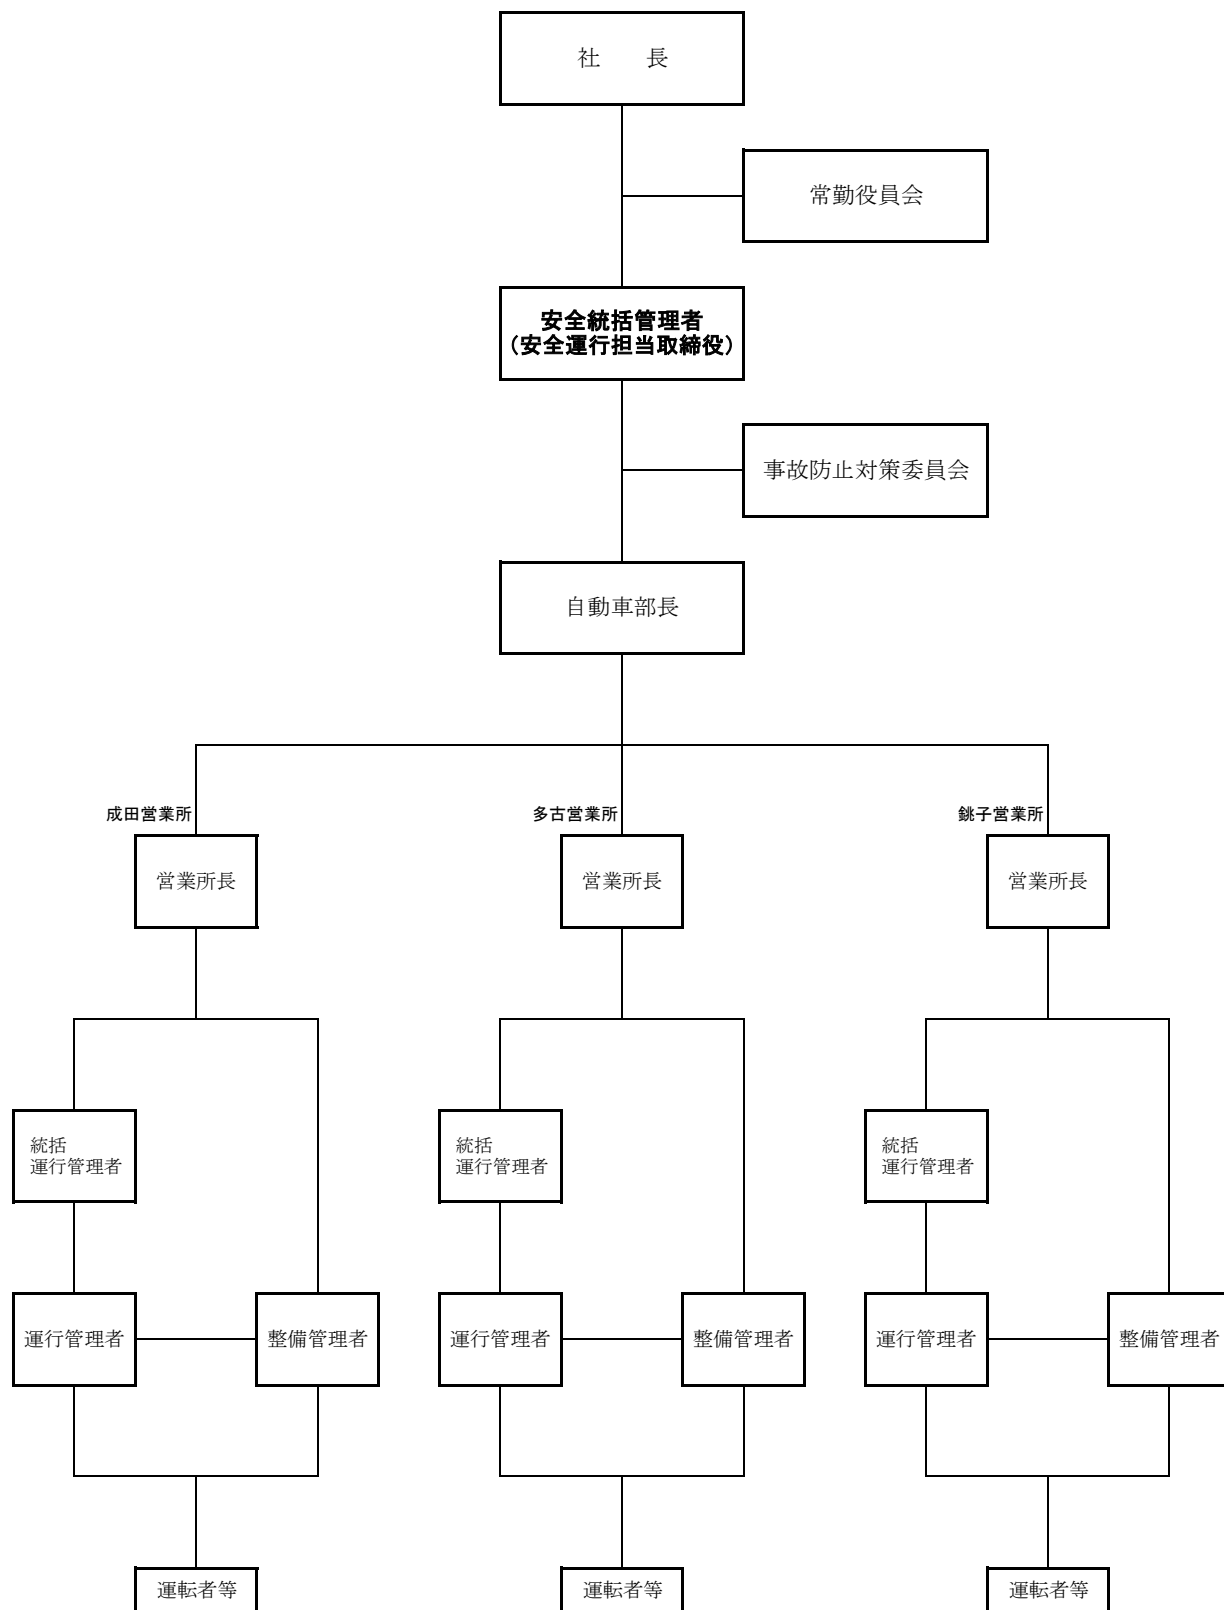 社　　長
常勤役員会
安全統括管理者
（安全運行担当取締役）
事故防止対策委員会
自動車部長
成田営業所
多古営業所
銚子営業所
営業所長
営業所長
営業所長
統括
運行管理者
統括
運行管理者
統括
運行管理者
運行管理者
整備管理者
運行管理者
整備管理者
運行管理者
整備管理者
運転者等
運転者等
運転者等